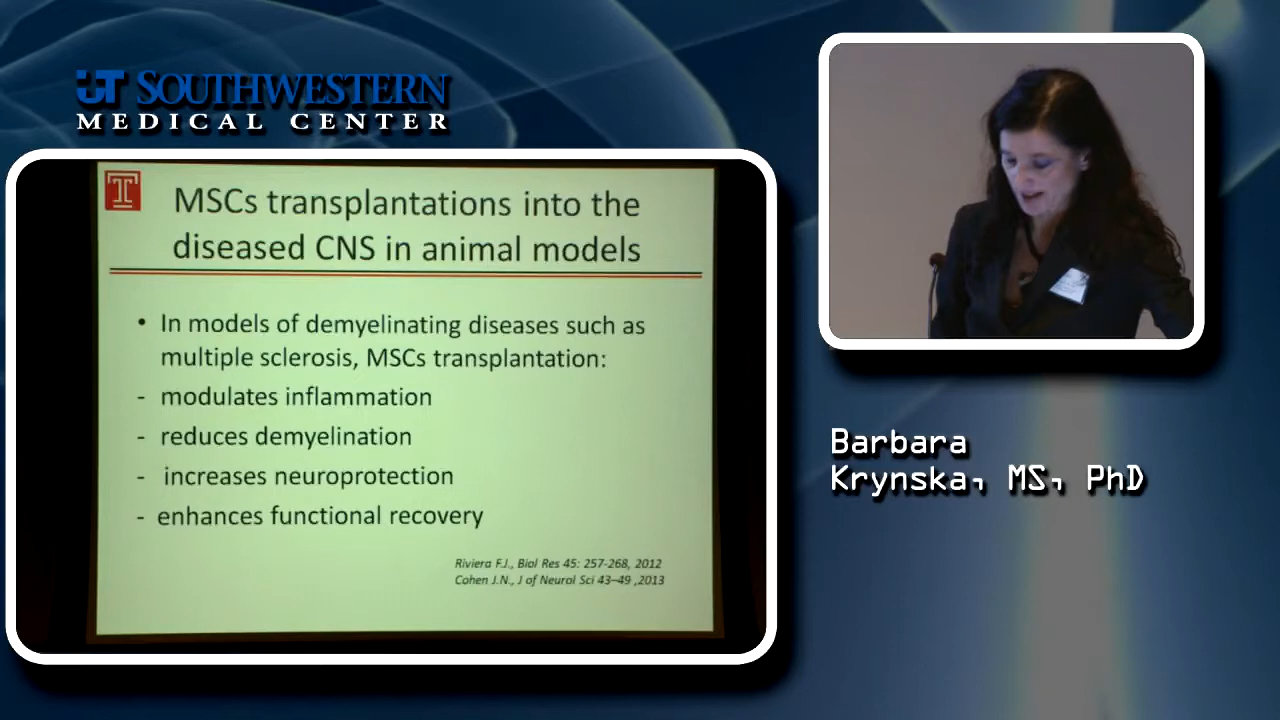 UT SOUTHWESTERN
MEDICAL CENTER
T
MSCs transplantations into the
diseased CNS in animal models
• In models of demyelinating diseases such as
multiple sclerosis, MSCs transplantation:
- modulates inflammation
- reduces demyelination
- increases neuroprotection
- enhances functional recovery
Riviera F.J., Biol Res 45: 257-268, 2012
Cohen J.N., J of Neurol Sci 43–49 ,2013
Barbara
Krynska, MS, PhD